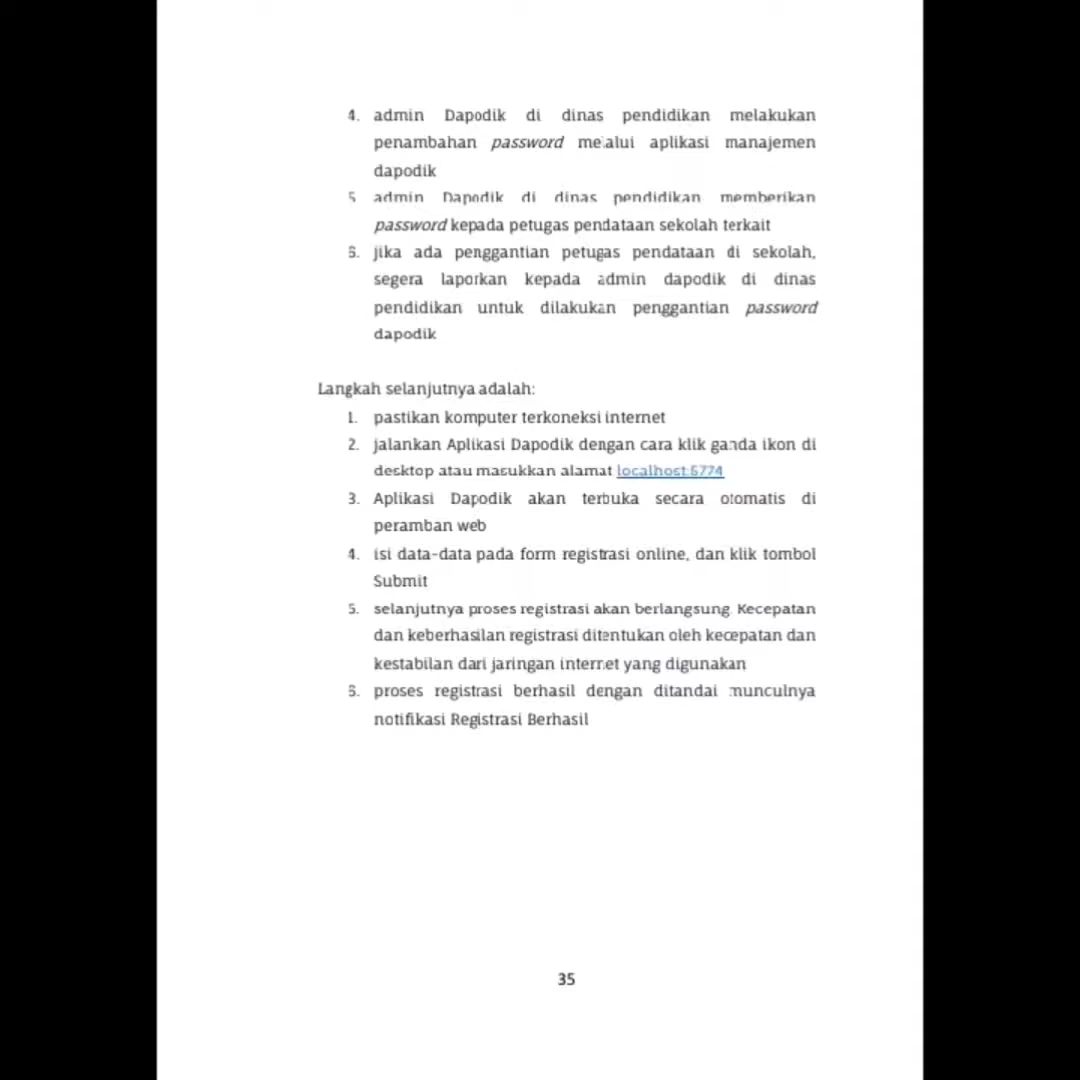 4. admin Dapodik di dinas pendidikan melakukan
penambahan password melalui aplikasi manajemen
dapodik
5. admin Dapodik di dinas pendidikan memberikan
password kepada petugas pendataan sekolah terkait
6. jika ada penggantian petugas pendataan di sekolah,
segera laporkan kepada admin dapodik di dinas
pendidikan untuk dilakukan penggantian password
dapodik
Langkah selanjutnya adalah:
1. pastikan komputer terkoneksi internet
2. jalankan Aplikasi Dapodik dengan cara klik ganda ikon di
desktop atau masukkan alamat localhost:5774
3. Aplikasi Dapodik akan terbuka secara otomatis di
peramban web
4. isi data-data pada form registrasi online, dan klik tombol
Submit
5. selanjutnya proses registrasi akan berlangsung. Kecepatan
dan keberhasilan registrasi ditentukan oleh kecepatan dan
kestabilan dari jaringan internet yang digunakan
6. proses registrasi berhasil dengan ditandai munculnya
notifikasi Registrasi Berhasil
35